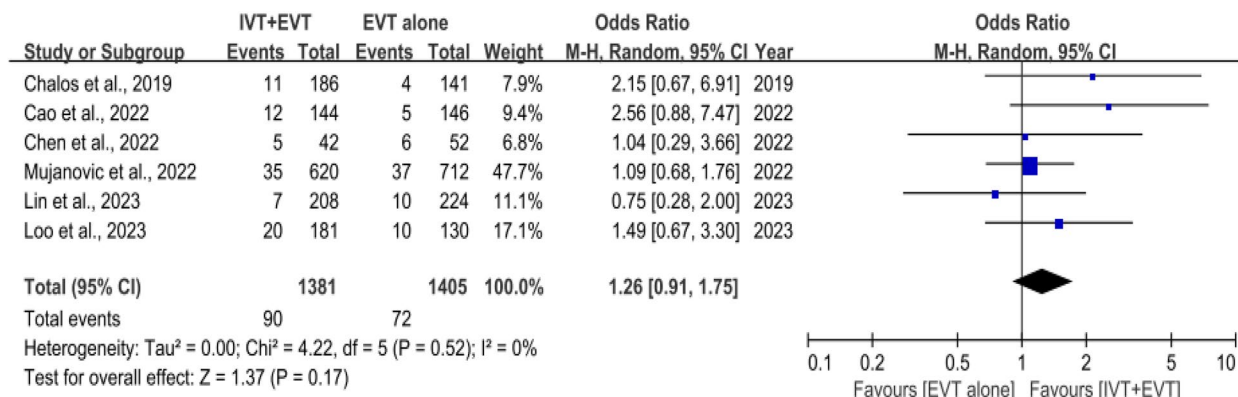 IVT+EVT EVT alone Odds Ratio Odds Ratio
Study or Subgroup Events Total Events Total Weight M-H, Random, 95% CI Year M-H, Random, 95% CI
Chalos et al., 2019 11 186 4 141 7.9% 2.15 [0.67, 6.91] 2019
Cao et al., 2022 12 144 5 146 9.4% 2.56 [0.88, 7.47] 2022
Chen et al., 2022 5 42 6 52 6.8% 1.04 [0.29, 3.66] 2022
Mujanovic et al., 2022 35 620 37 712 47.7% 1.09 [0.68, 1.76] 2022
Lin et al., 2023 7 208 10 224 11.1% 0.75 [0.28, 2.00] 2023
Loo et al., 2023 20 181 10 130 17.1% 1.49 [0.67, 3.30] 2023
Total (95% CI) 1381 1405 100.0% 1.26 [0.91, 1.75]
Total events 90 72
Heterogeneity: Tau² = 0.00; Chi² = 4.22, df = 5 (P = 0.52); I² = 0%
Test for overall effect: Z = 1.37 (P = 0.17)
0.1 0.2 0.5 1 2 5 10
Favours [EVT alone] Favours [IVT+EVT]